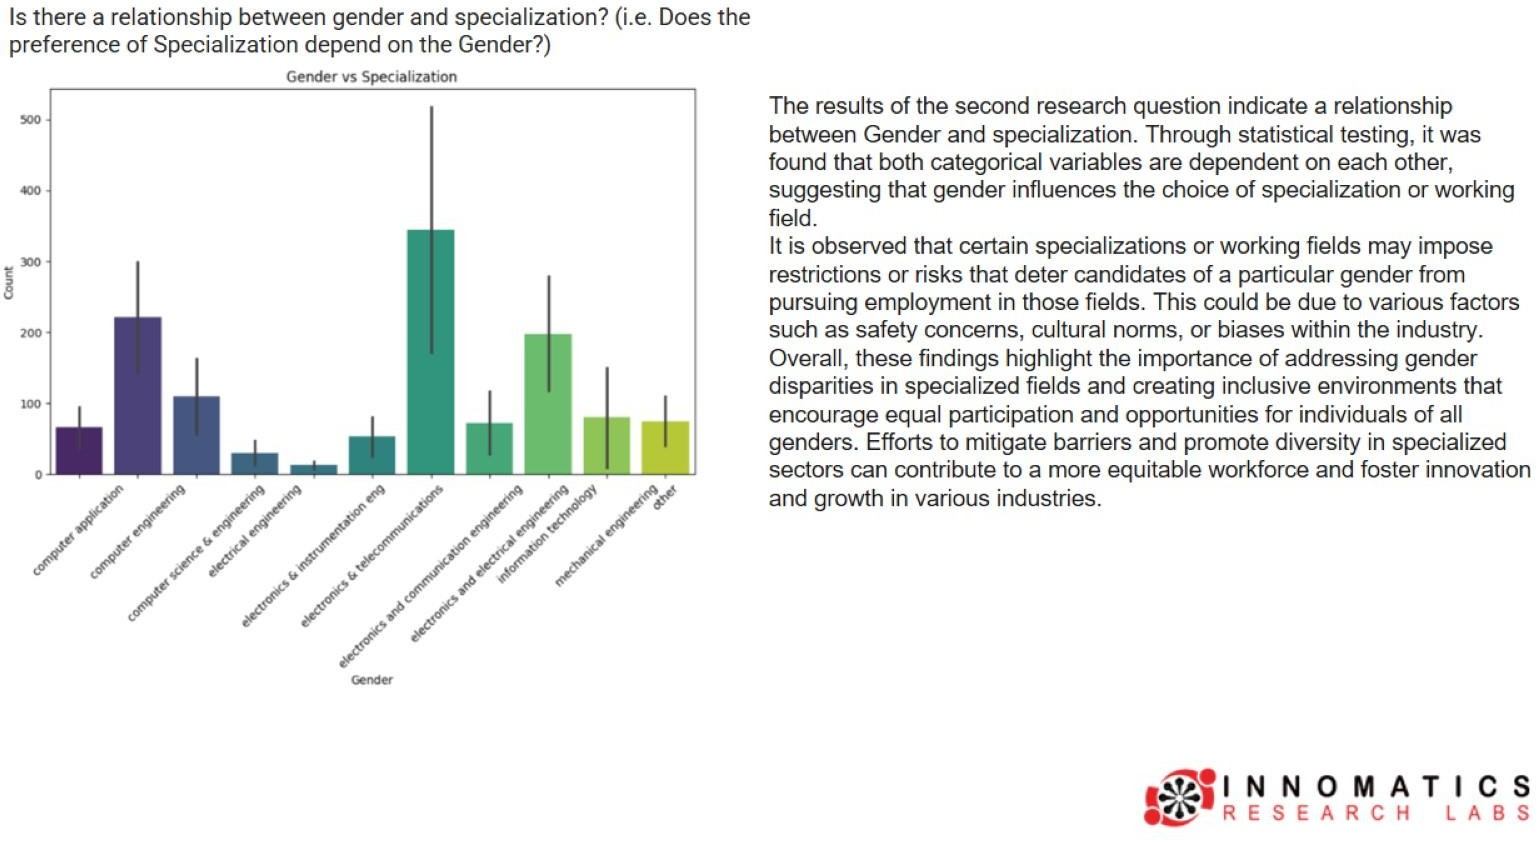 Is there a relationship between gender and specialization? (i.e. Does the
preference of Specialization depend on the Gender?)
Gender vs Specialization
500
400
300
200
100
0
Count
computer application
computer engineering
computer science & engineering
electrical engineering
electronics & instrumentation eng
electronics & telecommunications
electronics and communication engineering
electronics and electrical engineering
information technology
mechanical engineering
other
Gender
The results of the second research question indicate a relationship
between Gender and specialization. Through statistical testing, it was
found that both categorical variables are dependent on each other,
suggesting that gender influences the choice of specialization or working
field.
It is observed that certain specializations or working fields may impose
restrictions or risks that deter candidates of a particular gender from
pursuing employment in those fields. This could be due to various factors
such as safety concerns, cultural norms, or biases within the industry.
Overall, these findings highlight the importance of addressing gender
disparities in specialized fields and creating inclusive environments that
encourage equal participation and opportunities for individuals of all
genders. Efforts to mitigate barriers and promote diversity in specialized
sectors can contribute to a more equitable workforce and foster innovation
and growth in various industries.
INNOMATICS
RESEARCH LABS